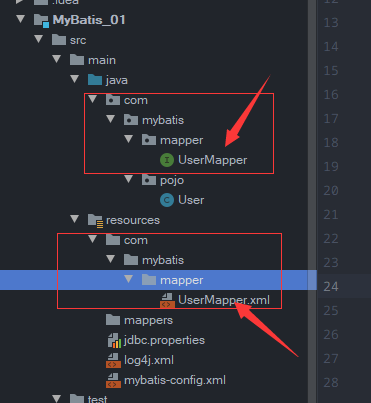 .idea
MyBatis_01
src
main
java
com
mybatis
mapper
UserMapper
pojo
User
resources
com
mybatis
mapper
UserMapper.xml
mappers
jdbc.properties
log4j.xml
mybatis-config.xml
test
12
13
14
15
16
17
18
19
20
21
22
23
24
25
26
27
28